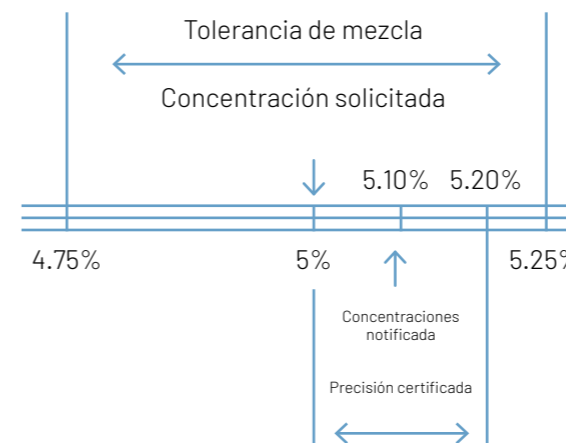 Tolerancia de mezcla
Concentración solicitada
5.10% 5.20%
4.75% 5% 5.25%
Concentraciones
notificada
Precisión certificada